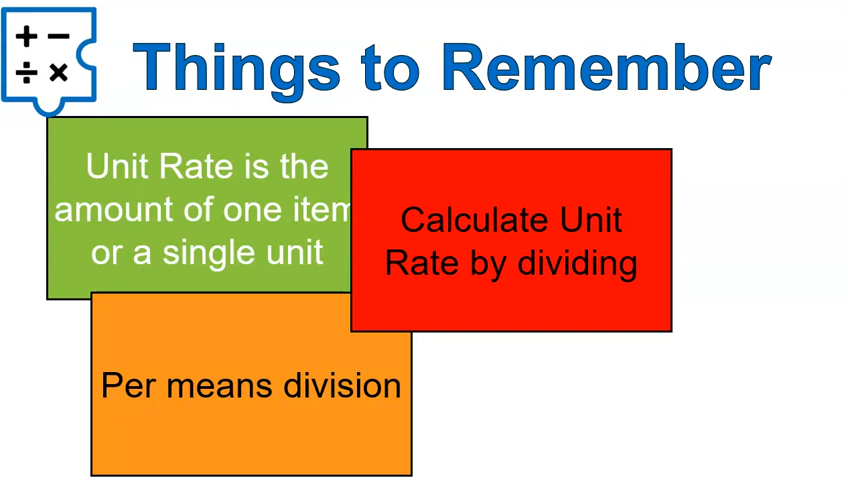 + −
÷ ×
Things to Remember
Unit Rate is the
amount of one item
or a single unit
Calculate Unit
Rate by dividing
Per means division